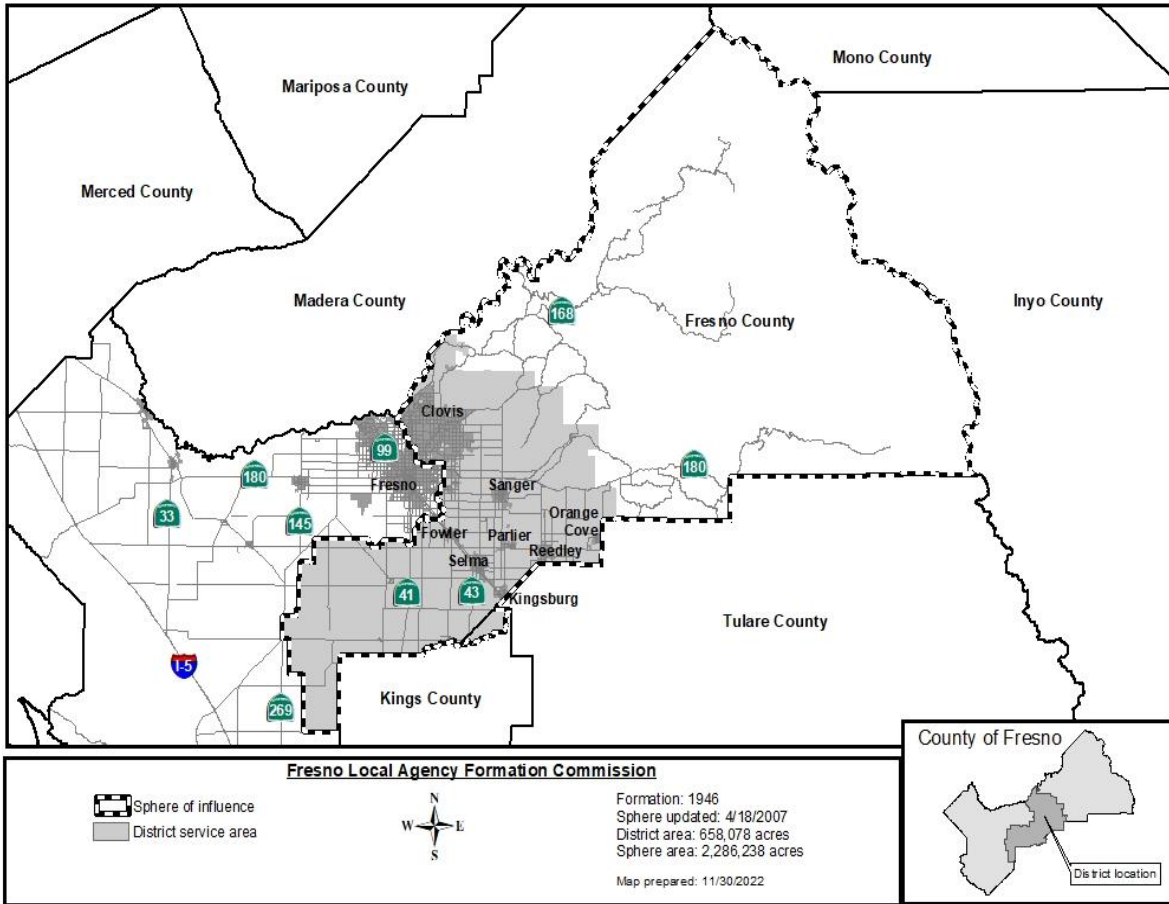 Mono County
Mariposa County
Merced County
Madera County
168
Fresno County
Inyo County
Clovis
99
180
180
Fresno
Sanger
33
145
Orange
Cove
Fowler
Parlier
Reedley
Selma
41
43
Kingsburg
Tulare County
I-5
Kings County
269
County of Fresno
District location
Fresno Local Agency Formation Commission
Sphere of influence
District service area
N
W E
S
Formation: 1946
Sphere updated: 4/18/2007
District area: 658,078 acres
Sphere area: 2,286,238 acres
Map prepared: 11/30/2022